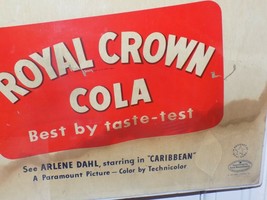 ROYAL CROWN
COLA
Best by taste-test
See ARLENE DAHL, starring in "CARIBBEAN"
A Paramount Picture — Color by Technicolor